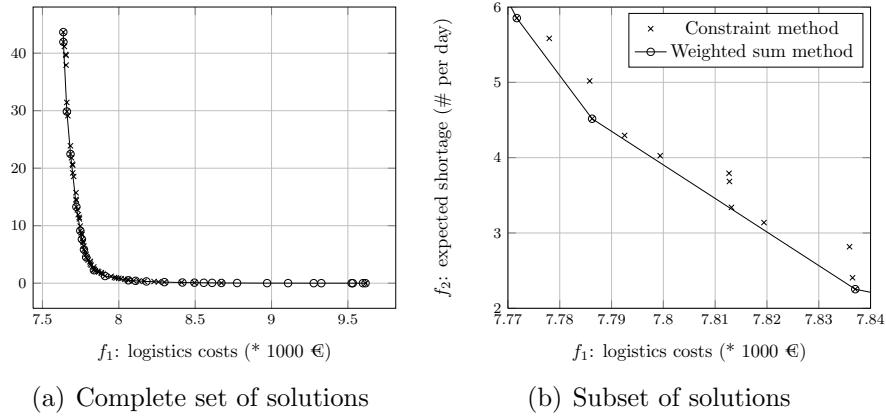 40
30
20
10
0
7.5 8 8.5 9 9.5
f₁: logistics costs (* 1000 €)
(a) Complete set of solutions
f₂: expected shortage (# per day)
6
5
4
3
2
7.77 7.78 7.79 7.8 7.81 7.82 7.83 7.84
f₁: logistics costs (* 1000 €)
Constraint method
Weighted sum method
(b) Subset of solutions